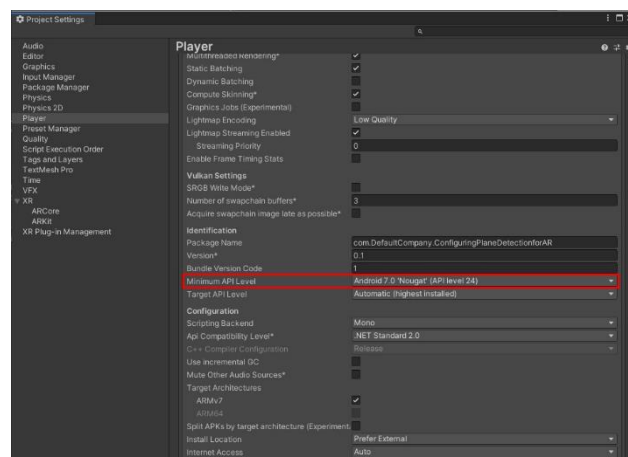 Project Settings
Audio
Editor
Graphics
Input Manager
Package Manager
Physics
Physics 2D
Player
Preset Manager
Quality
Script Execution Order
Tags and Layers
TextMesh Pro
Time
VFX
XR
ARCore
ARKit
XR Plug-in Management
Player
Multithreaded Rendering*
Static Batching
Dynamic Batching
Compute Skinning*
Graphics Jobs (Experimental)
Lightmap Encoding Low Quality
Lightmap Streaming Enabled
Streaming Priority 0
Enable Frame Timing Stats
Vulkan Settings
SRGB Write Mode*
Number of swapchain buffers* 3
Acquire swapchain image late as possible*
Identification
Package Name com.DefaultCompany.ConfiguringPlaneDetectionforAR
Version* 0.1
Bundle Version Code 1
Minimum API Level Android 7.0 'Nougat' (API level 24)
Target API Level Automatic (highest installed)
Configuration
Scripting Backend Mono
Api Compatibility Level* .NET Standard 2.0
C++ Compiler Configuration Release
Use incremental GC
Mute Other Audio Sources*
Target Architectures
ARMv7
ARM64
Split APKs by target architecture (Experiment
Install Location Prefer External
Internet Access Auto